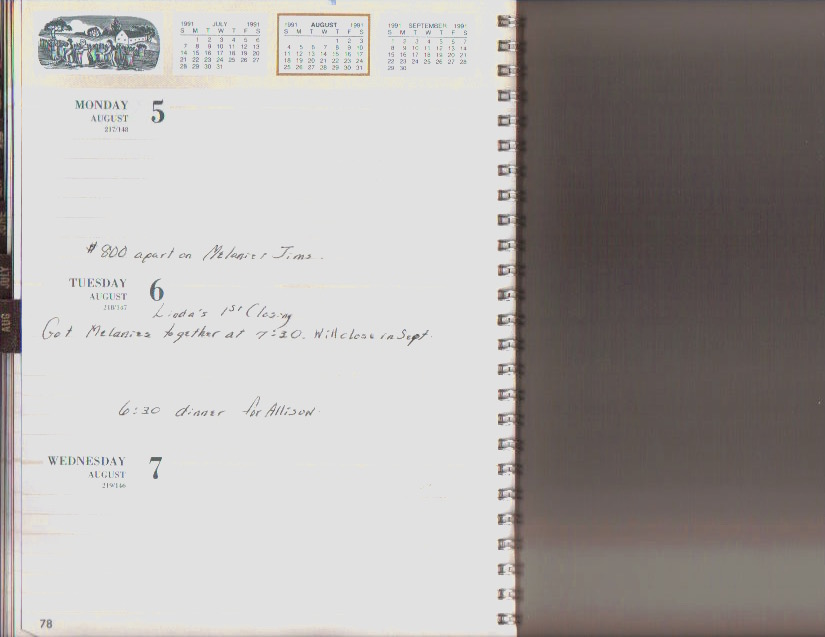 1991 JULY 1991
S M T W T F S
1 2 3 4 5 6
7 8 9 10 11 12 13
14 15 16 17 18 19 20
21 22 23 24 25 26 27
28 29 30 31
1991 AUGUST 1991
S M T W T F S
1 2 3
4 5 6 7 8 9 10
11 12 13 14 15 16 17
18 19 20 21 22 23 24
25 26 27 28 29 30 31
1991 SEPTEMBER 1991
S M T W T F S
1 2 3 4 5 6 7
8 9 10 11 12 13 14
15 16 17 18 19 20 21
22 23 24 25 26 27 28
29 30
MONDAY 5
AUGUST
217/148
$800 apart on Melanies Jims.
TUESDAY 6
AUGUST
218/147
Linda's 1st Closing
Got Melanies together at 7:30. Will close in Sept.
6:30 dinner for Allison
WEDNESDAY 7
AUGUST
219/146
JULY
AUG
78